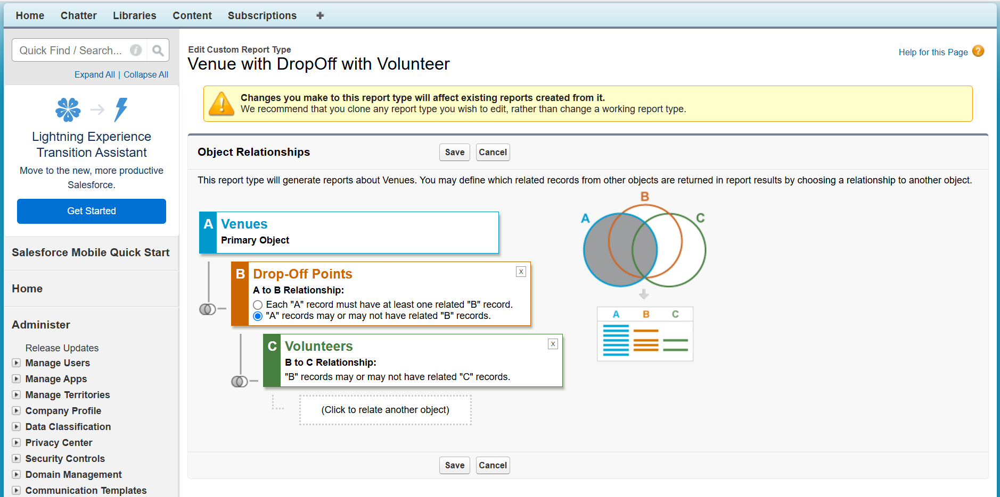 Home Chatter Libraries Content Subscriptions
Quick Find / Search...
Expand All | Collapse All
Lightning Experience
Transition Assistant
Move to the new, more productive
Salesforce.
Get Started
Salesforce Mobile Quick Start
Home
Administer
Release Updates
Manage Users
Manage Apps
Manage Territories
Company Profile
Data Classification
Privacy Center
Security Controls
Domain Management
Communication Templates
Edit Custom Report Type
Venue with DropOff with Volunteer
Help for this Page ?
Changes you make to this report type will affect existing reports created from it.
We recommend that you clone any report type you wish to edit, rather than change a working report type.
Object Relationships
Save Cancel
This report type will generate reports about Venues. You may define which related records from other objects are returned in report results by choosing a relationship to another object.
A Venues
Primary Object
B Drop-Off Points X
A to B Relationship:
Each "A" record must have at least one related "B" record.
"A" records may or may not have related "B" records.
C Volunteers X
B to C Relationship:
"B" records may or may not have related "C" records.
(Click to relate another object)
B
A
C
A B C
Save Cancel